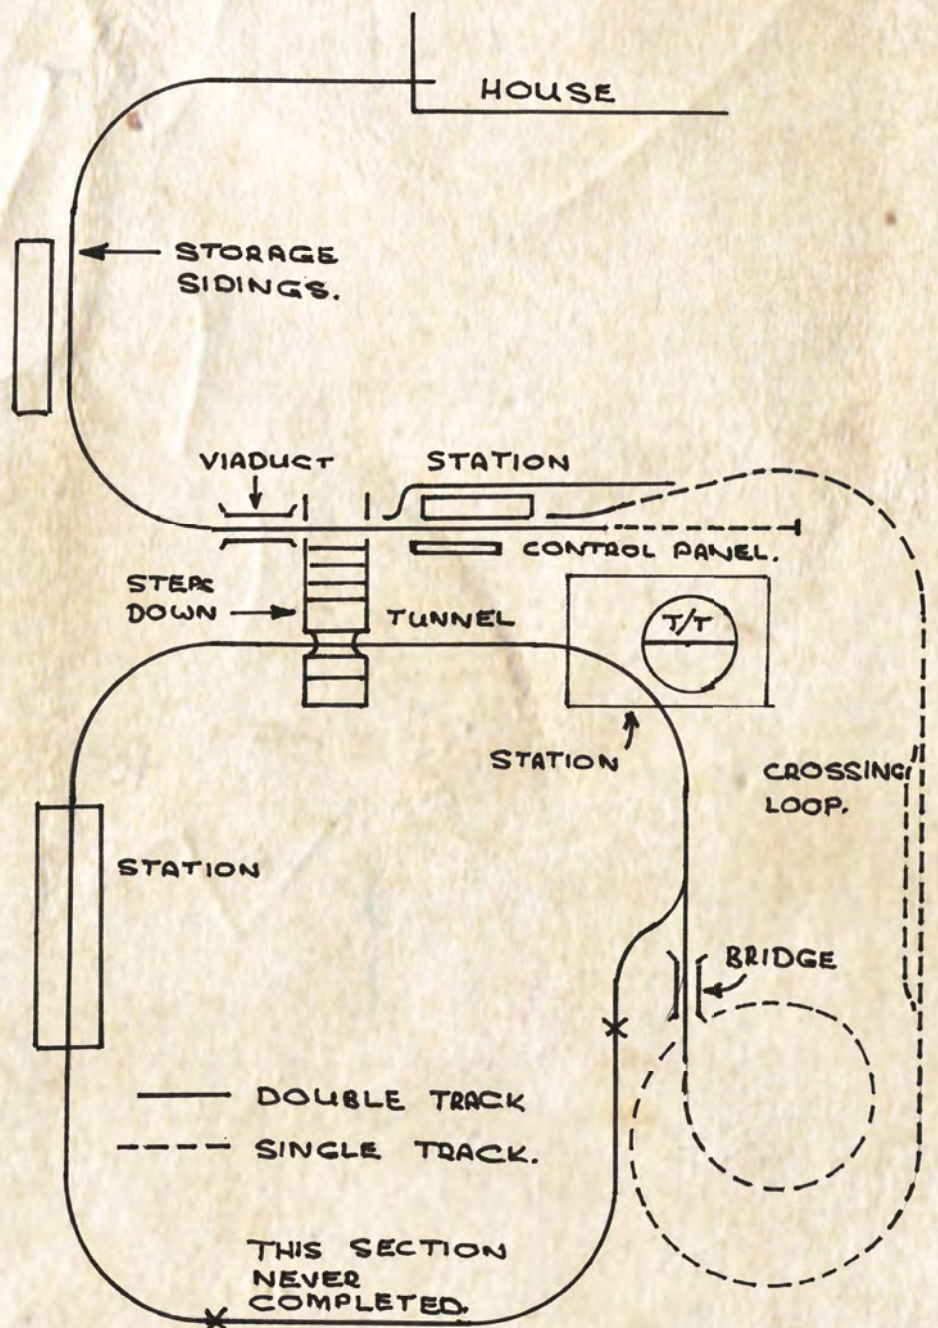 HOUSE
STORAGE
SIDINGS.
VIADUCT
STATION
CONTROL PANEL.
STEPS
DOWN
TUNNEL
T/T
STATION
CROSSING
LOOP.
STATION
BRIDGE
DOUBLE TRACK
SINGLE TRACK.
THIS SECTION
NEVER
COMPLETED.